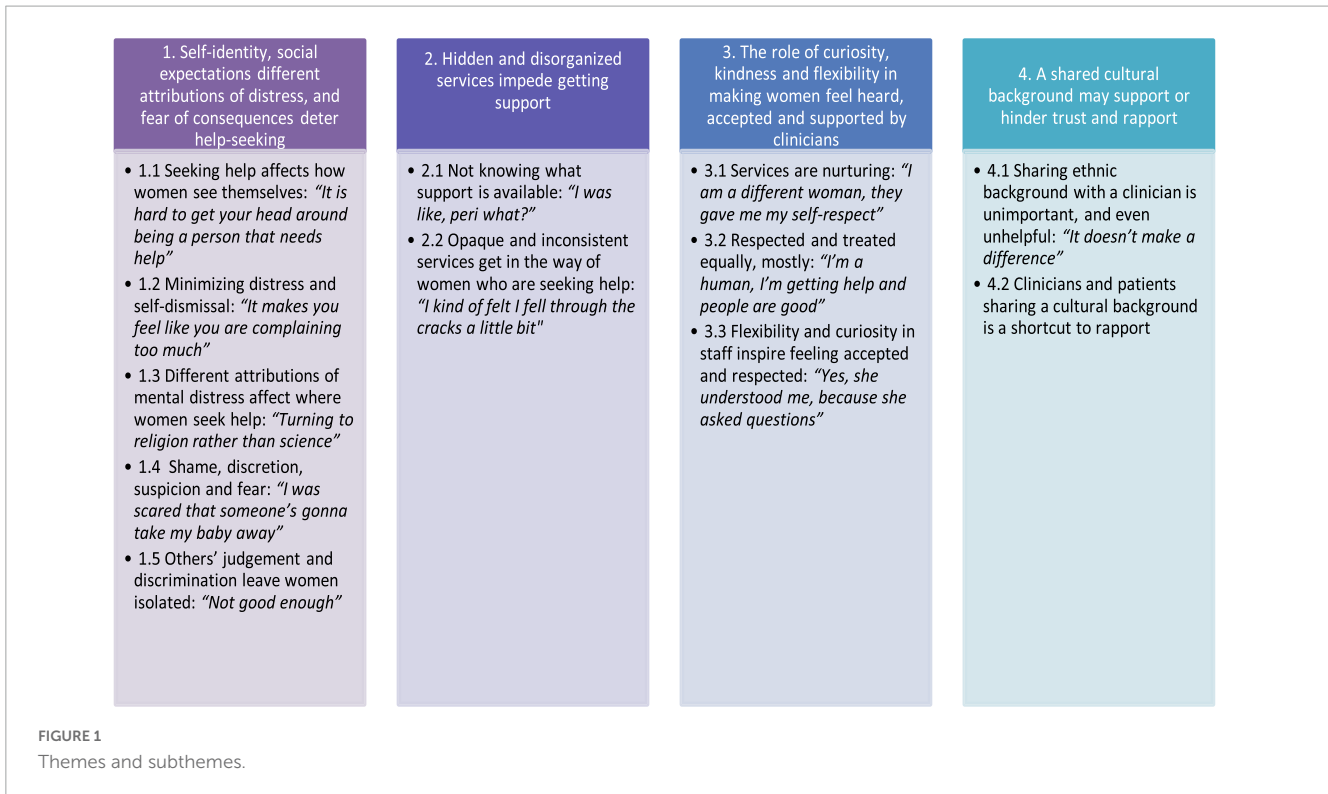 1. Self-identity, social
expectations different
attributions of distress, and
fear of consequences deter
help-seeking
• 1.1 Seeking help affects how
women see themselves: “It is
hard to get your head around
being a person that needs
help”
• 1.2 Minimizing distress and
self-dismissal: “It makes you
feel like you are complaining
too much”
• 1.3 Different attributions of
mental distress affect where
women seek help: “Turning to
religion rather than science”
• 1.4 Shame, discretion,
suspicion and fear: “I was
scared that someone’s gonna
take my baby away”
• 1.5 Others’ judgement and
discrimination leave women
isolated: “Not good enough”
2. Hidden and disorganized
services impede getting
support
• 2.1 Not knowing what
support is available: “I was
like, peri what?”
• 2.2 Opaque and inconsistent
services get in the way of
women who are seeking help:
“I kind of felt I fell through the
cracks a little bit"
3. The role of curiosity,
kindness and flexibility in
making women feel heard,
accepted and supported by
clinicians
• 3.1 Services are nurturing: “I
am a different woman, they
gave me my self-respect”
• 3.2 Respected and treated
equally, mostly: “I’m a
human, I’m getting help and
people are good”
• 3.3 Flexibility and curiosity in
staff inspire feeling accepted
and respected: “Yes, she
understood me, because she
asked questions”
4. A shared cultural
background may support or
hinder trust and rapport
• 4.1 Sharing ethnic
background with a clinician is
unimportant, and even
unhelpful: “It doesn’t make a
difference”
• 4.2 Clinicians and patients
sharing a cultural background
is a shortcut to rapport
FIGURE 1
Themes and subthemes.